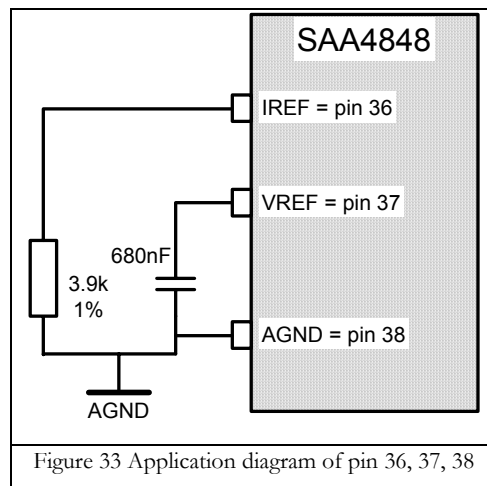 SAA4848
IREF = pin 36
VREF = pin 37
680nF
3.9k
1%
AGND = pin 38
AGND
Figure 33 Application diagram of pin 36, 37, 38